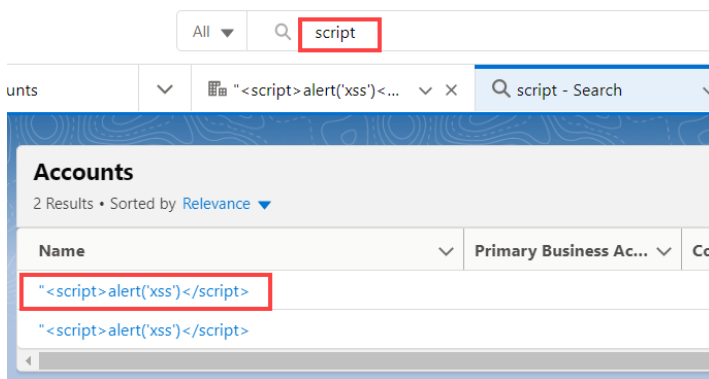 All script
unts "<script>alert('xss')<... script - Search
Accounts
2 Results • Sorted by Relevance
Name Primary Business Ac... Cc
"<script>alert('xss')</script>
"<script>alert('xss')</script>